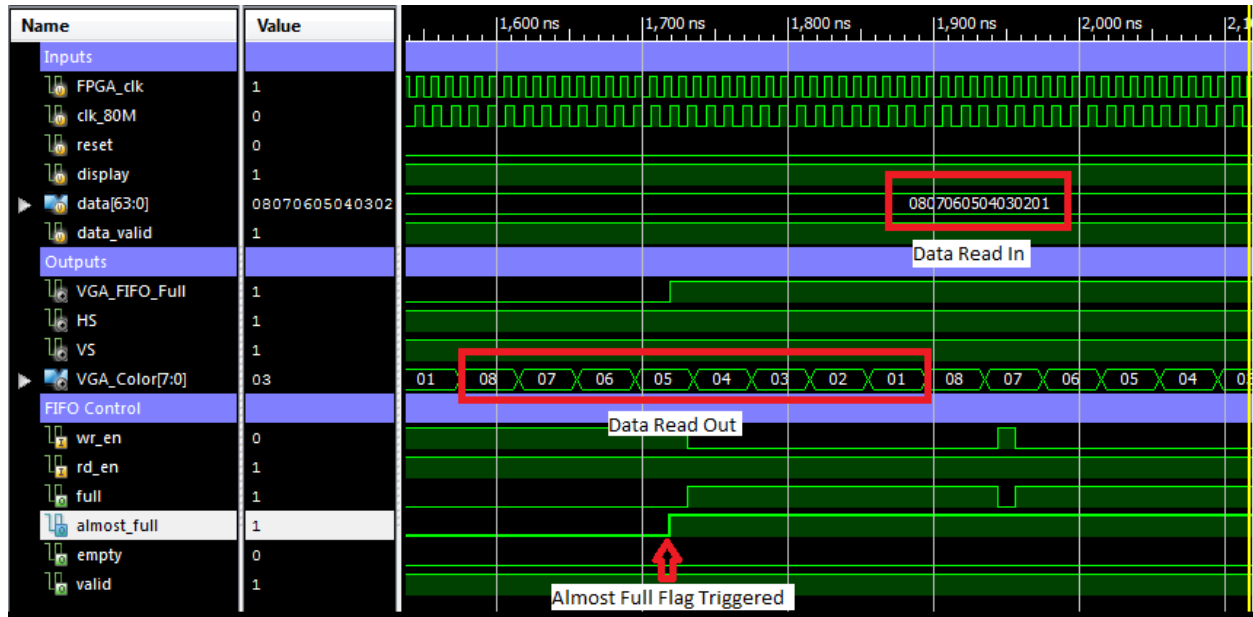 Name Value 1,600 ns 1,700 ns 1,800 ns 1,900 ns 2,000 ns 2,1
Inputs
FPGA_clk 1
clk_80M 0
reset 0
display 1
data[63:0] 08070605040302 0807060504030201
data_valid 1
Data Read In
Outputs
VGA_FIFO_Full 1
HS 1
VS 1
VGA_Color[7:0] 03 01 08 07 06 05 04 03 02 01 08 07 06 05 04 03
FIFO Control
Data Read Out
wr_en 0
rd_en 1
full 1
almost_full 1
empty 0
valid 1
Almost Full Flag Triggered